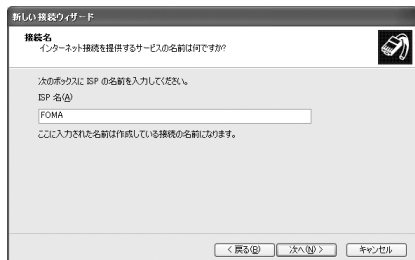 新しい接続ウィザード
接続名
インターネット接続を提供するサービスの名前は何ですか?
次のボックスに ISP の名前を入力してください。
ISP 名(A)
FOMA
ここに入力された名前は作成している接続の名前になります。
< 戻る(B) 次へ(N) > キャンセル